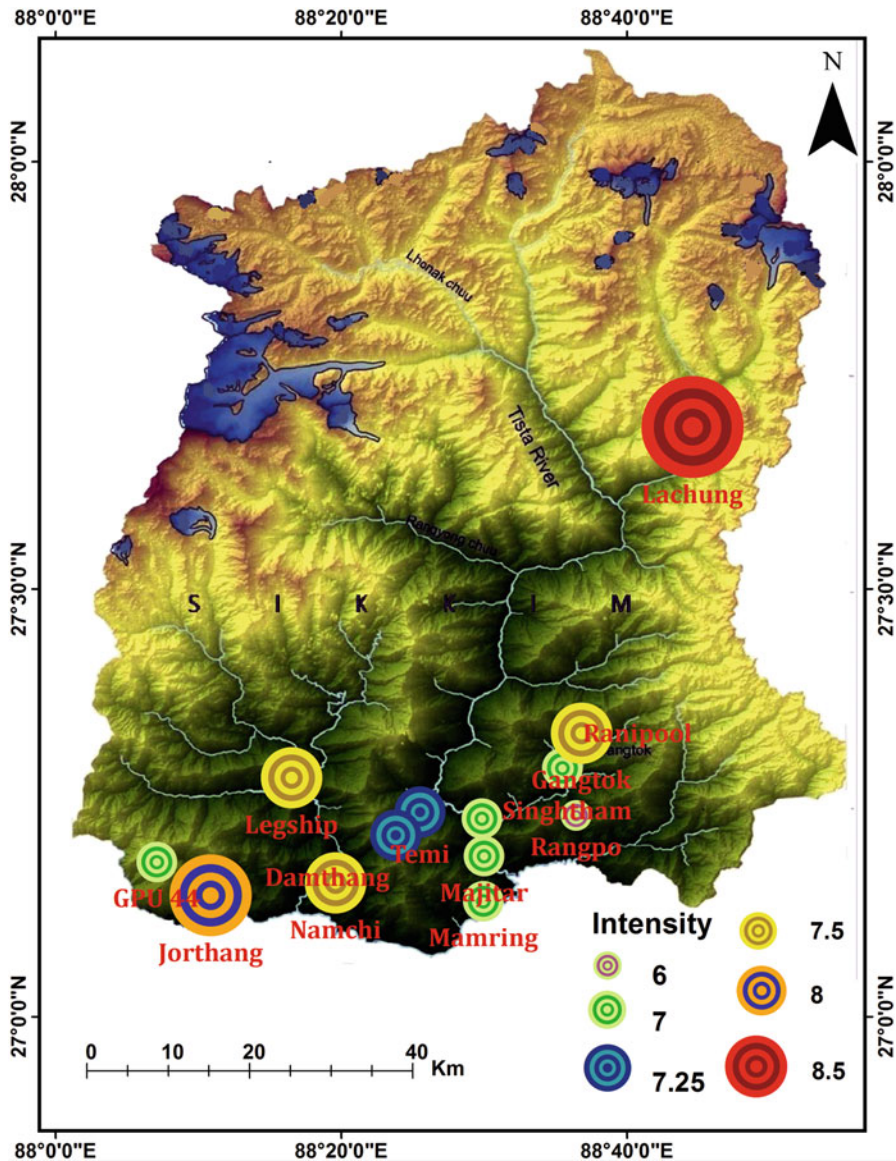 88°0'0"E 88°20'0"E 88°40'0"E
N
28°0'0"N 28°0'0"N
Lhonak chuu
Tista River
Lachung
Rangyong chuu
27°30'0"N 27°30'0"N
S I K K I M
Ranipool
angtok
Gangtok
Singhtham
Legship
Temi
Rangpo
Damthang
GPU 44
Majitar
Namchi
Mamring
Jorthang
Intensity
6
7
7.25
7.5
8
8.5
27°0'0"N 27°0'0"N
0 10 20 40
Km
88°0'0"E 88°20'0"E 88°40'0"E